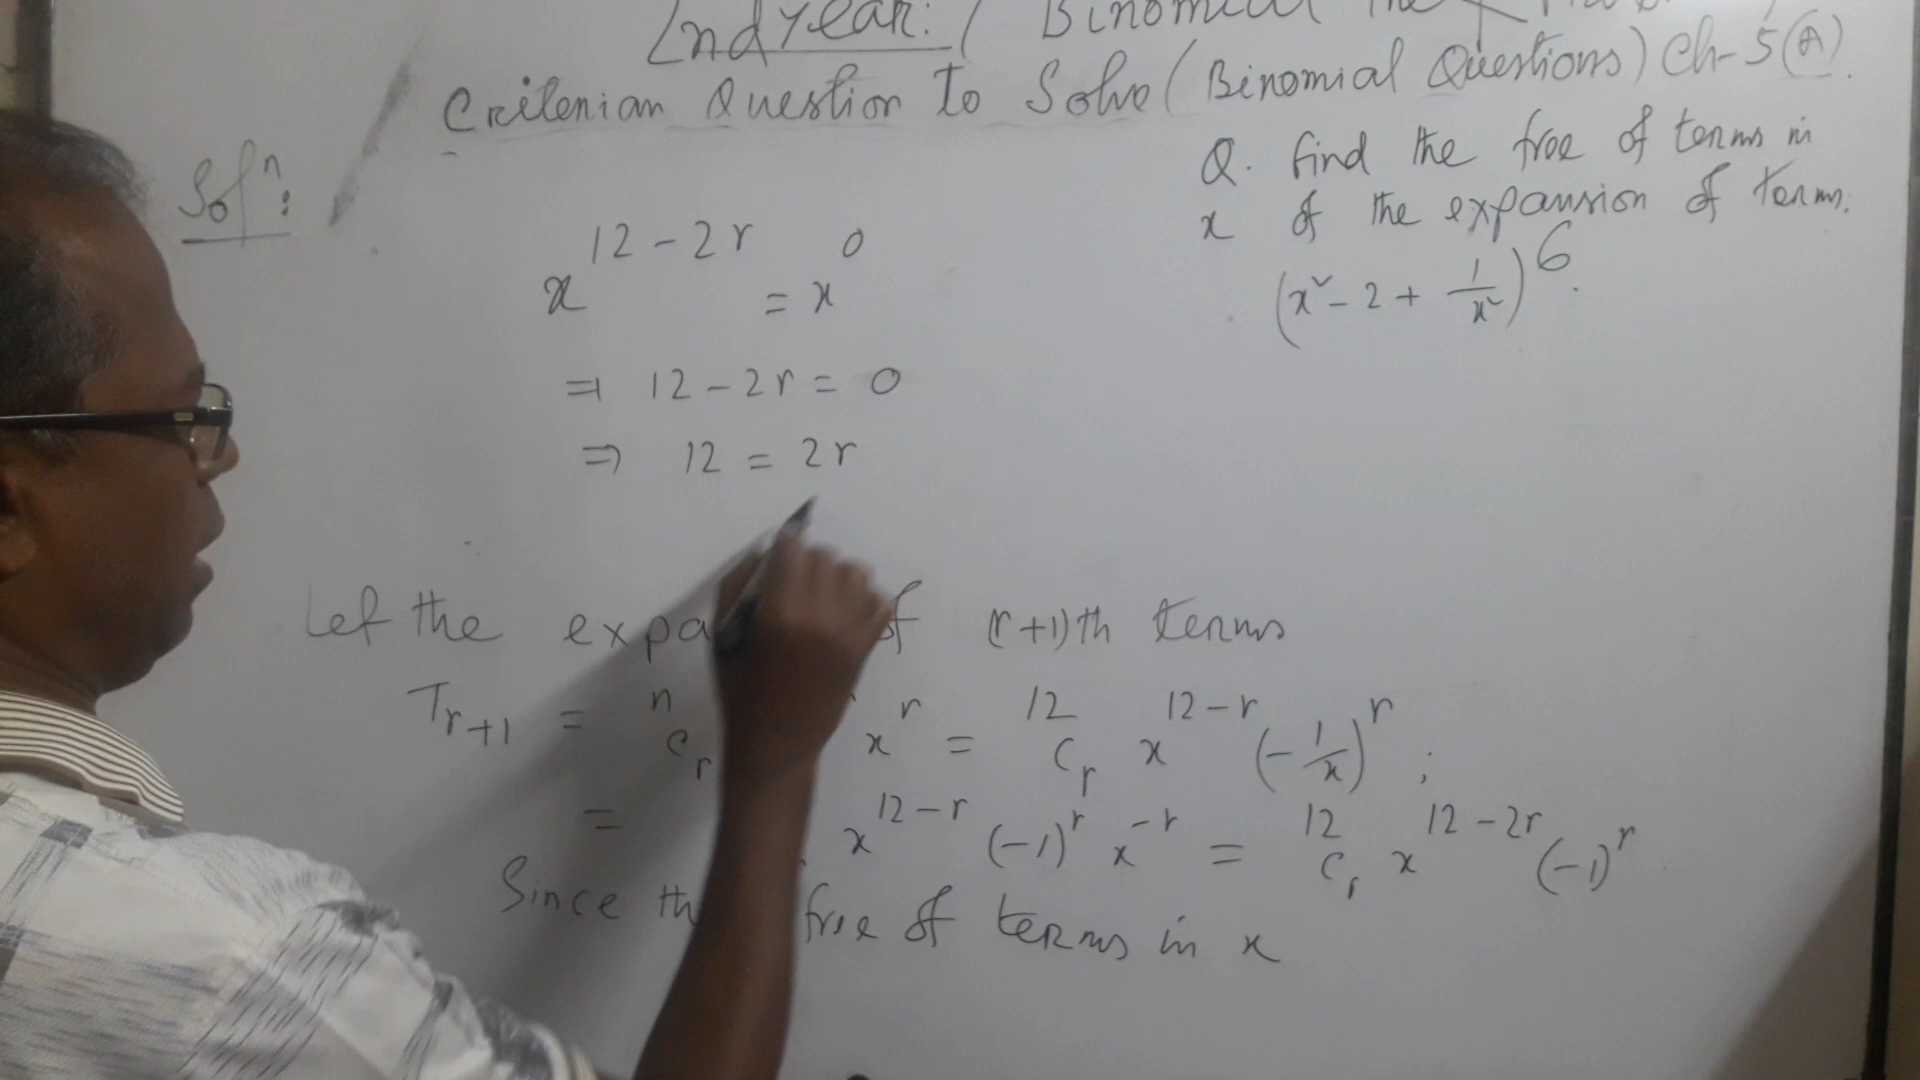 2nd Year: / Binomial The
Criterian Question to Solve (Binomial Questions) Ch-5(A).
Q. find the free of terms in
x of the expansion of terms.
(x² - 2 + 1/x²)⁶.
Solⁿ:
x^(12-2r) = x^0
⇒ 12 - 2r = 0
⇒ 12 = 2r
Let the expa of (r+1)th terms
T_(r+1) = ⁿC_r x^r = ¹²C_r x^(12-r) (-1/x)^r ;
= x^(12-r) (-1)^r x^(-r) = ¹²C_r x^(12-2r) (-1)^r
Since th free of terms in x